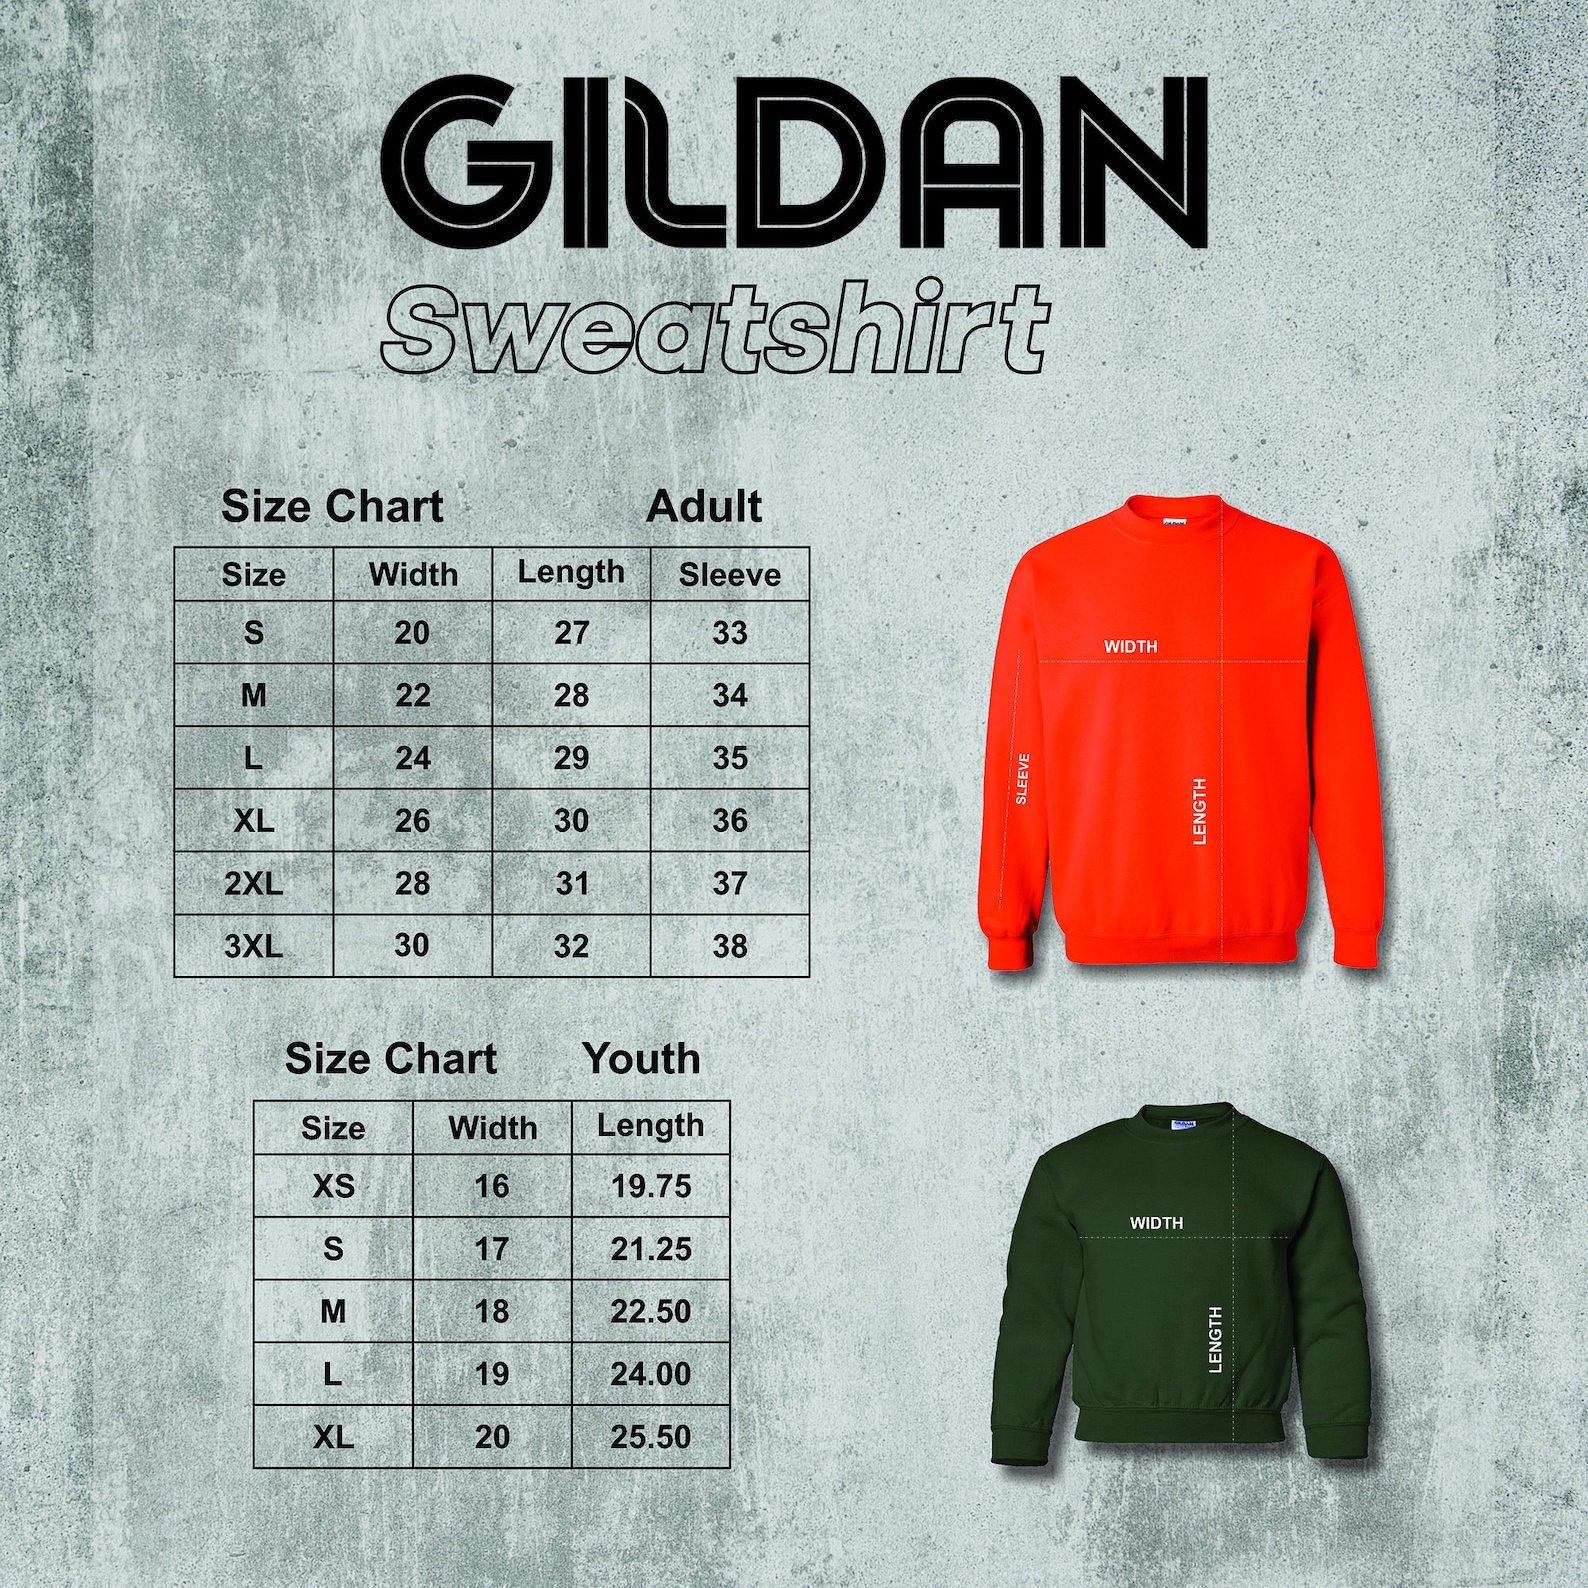 GILDAN
Sweatshirt
Size Chart Adult
Size Width Length Sleeve
S 20 27 33
M 22 28 34
L 24 29 35
XL 26 30 36
2XL 28 31 37
3XL 30 32 38
GILDAN
WIDTH
SLEEVE
LENGTH
Size Chart Youth
Size Width Length
XS 16 19.75
S 17 21.25
M 18 22.50
L 19 24.00
XL 20 25.50
GILDAN
WIDTH
LENGTH